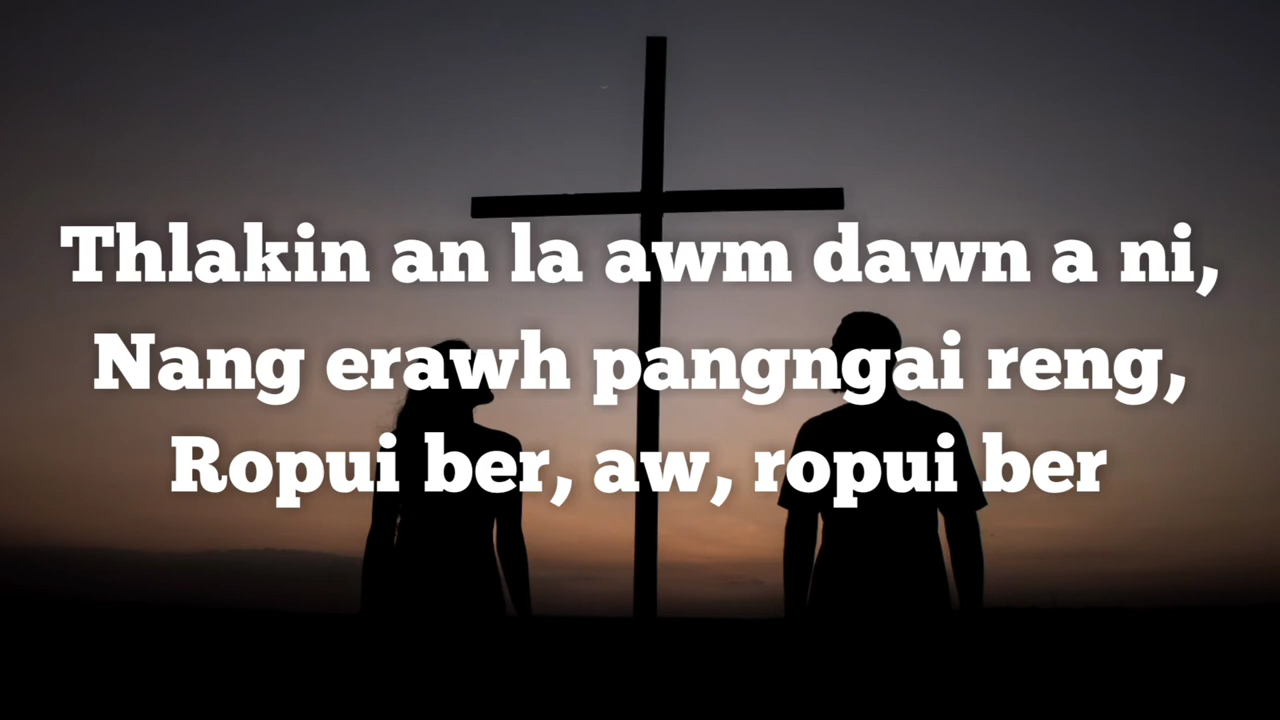 Thlakin an la awm dawn a ni,
Nang erawh pangngai reng,
Ropui ber, aw, ropui ber